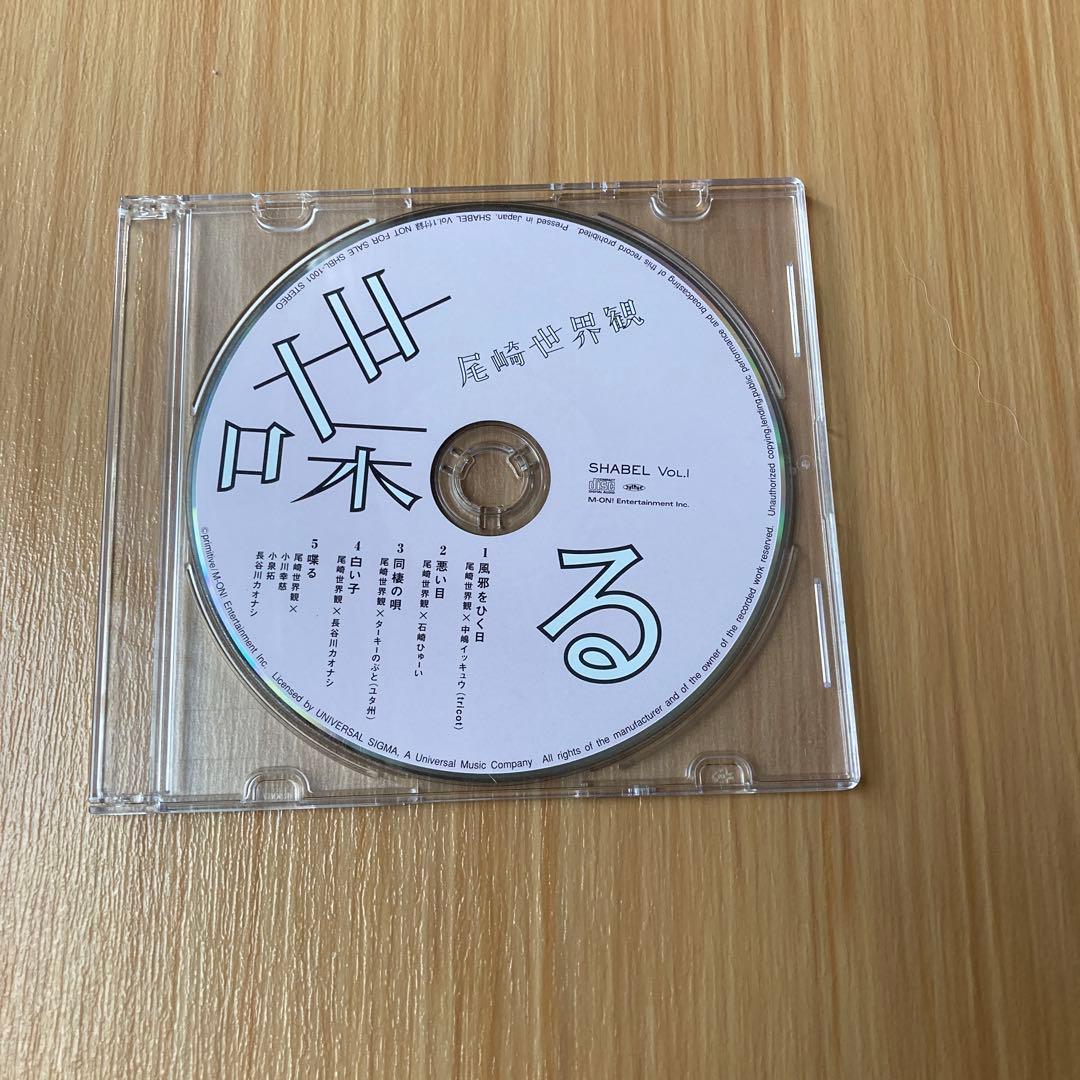 喋る
尾崎世界観
SHABEL VOL.1
COMPACT
disc
DIGITAL AUDIO
M-ON! Entertainment Inc.
1 風邪をひく日
尾崎世界観×中嶋イッキュウ(tricot)
2 悪い目
尾崎世界観×石崎ひゅーい
3 同棲の唄
尾崎世界観×ターキーのぶと(ユタ州)
4 白い子
尾崎世界観×長谷川カオナシ
5 喋る
尾崎世界観×
小川幸慈
小泉拓
長谷川カオナシ
©primitive/M-ON! Entertainment Inc. Licensed by UNIVERSAL SIGMA, A Universal Music Company All rights of the manufacturer and of the owner of the recorded work reserved. Unauthorized copying,lending,public performance and broadcasting of this record prohibited. Pressed in Japan. SHABEL Vol.1付録 NOT FOR SALE SHBL-1001 STEREO